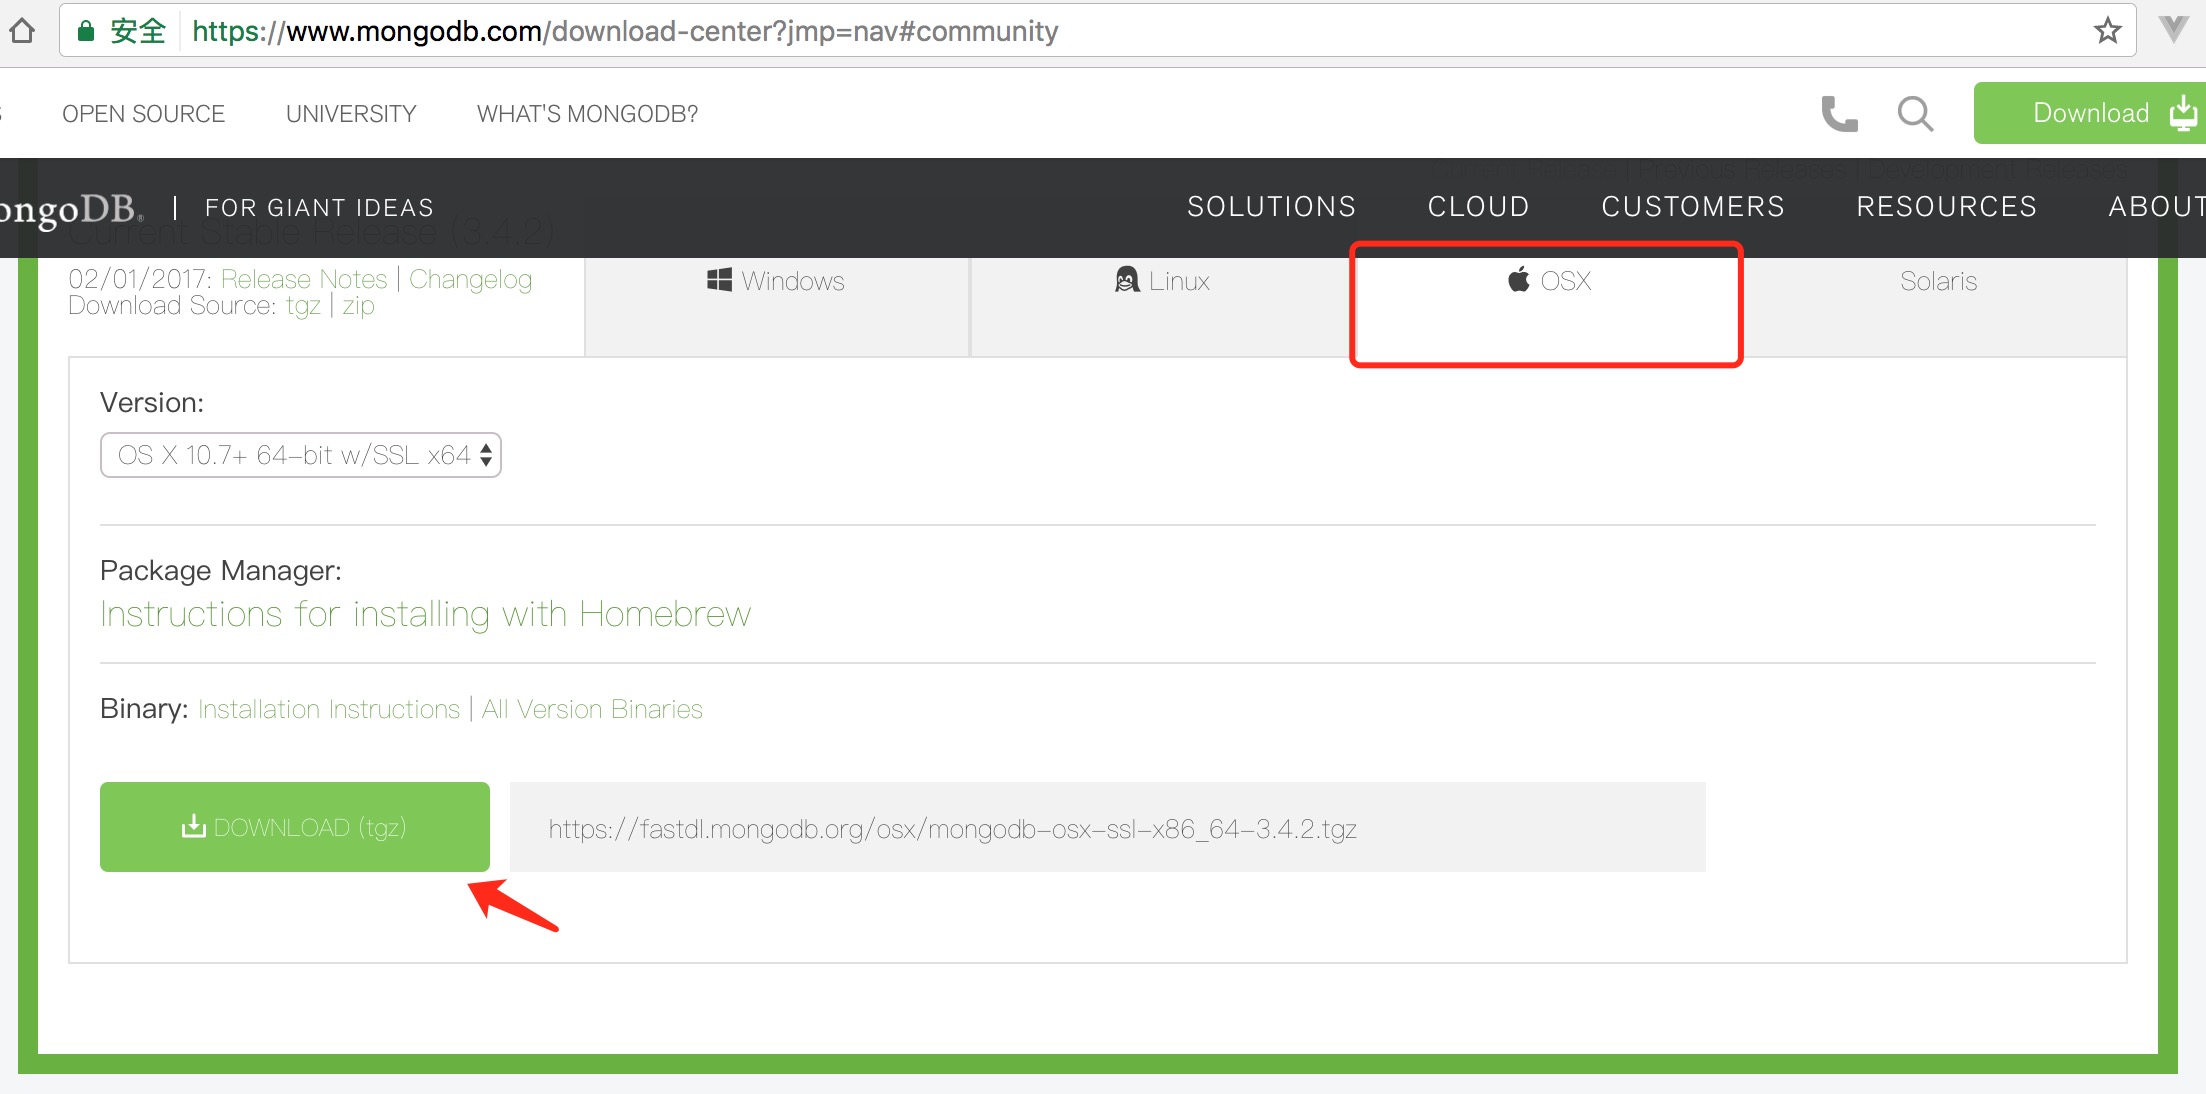 安全 https://www.mongodb.com/download-center?jmp=nav#community
OPEN SOURCE UNIVERSITY WHAT'S MONGODB? Download
Previous Releases | Development Releases
ongoDB. | FOR GIANT IDEAS SOLUTIONS CLOUD CUSTOMERS RESOURCES ABOUT
Current Stable Release (3.4.2)
02/01/2017: Release Notes | Changelog
Download Source: tgz | zip
Windows Linux OSX Solaris
Version:
OS X 10.7+ 64-bit w/SSL x64
Package Manager:
Instructions for installing with Homebrew
Binary: Installation Instructions | All Version Binaries
DOWNLOAD (tgz) https://fastdl.mongodb.org/osx/mongodb-osx-ssl-x86_64-3.4.2.tgz